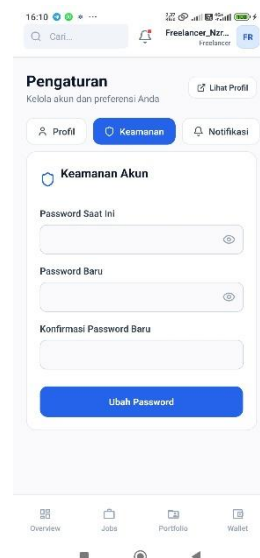 16:10
Cari...
Freelancer_Nzr...
Freelancer
FR
Pengaturan
Kelola akun dan preferensi Anda
Lihat Profil
Profil
Keamanan
Notifikasi
Keamanan Akun
Password Saat Ini
Password Baru
Konfirmasi Password Baru
Ubah Password
Overview
Jobs
Portfolio
Wallet